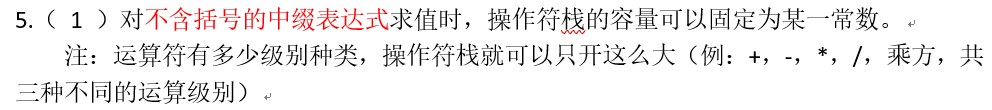 5.（ 1 ）对不含括号的中缀表达式求值时，操作符栈的容量可以固定为某一常数。
注：运算符有多少级别种类，操作符栈就可以只开这么大（例：+，-，*，/，乘方，共
三种不同的运算级别）